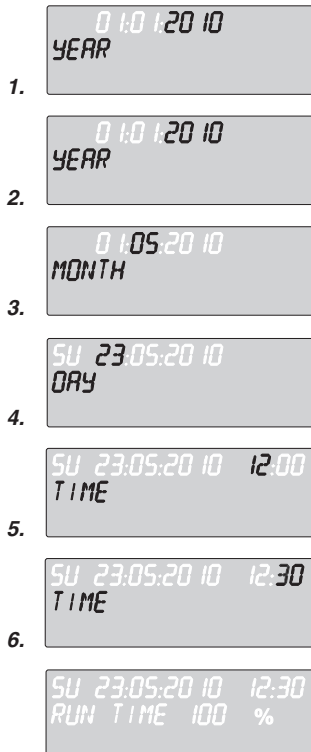 01:01:2010
YEAR
1.
01:01:2010
YEAR
2.
01:05:2010
MONTH
3.
SU 23:05:2010
DAY
4.
SU 23:05:2010 12:00
TIME
5.
SU 23:05:2010 12:30
TIME
6.
SU 23:05:2010 12:30
RUN TIME 100 %